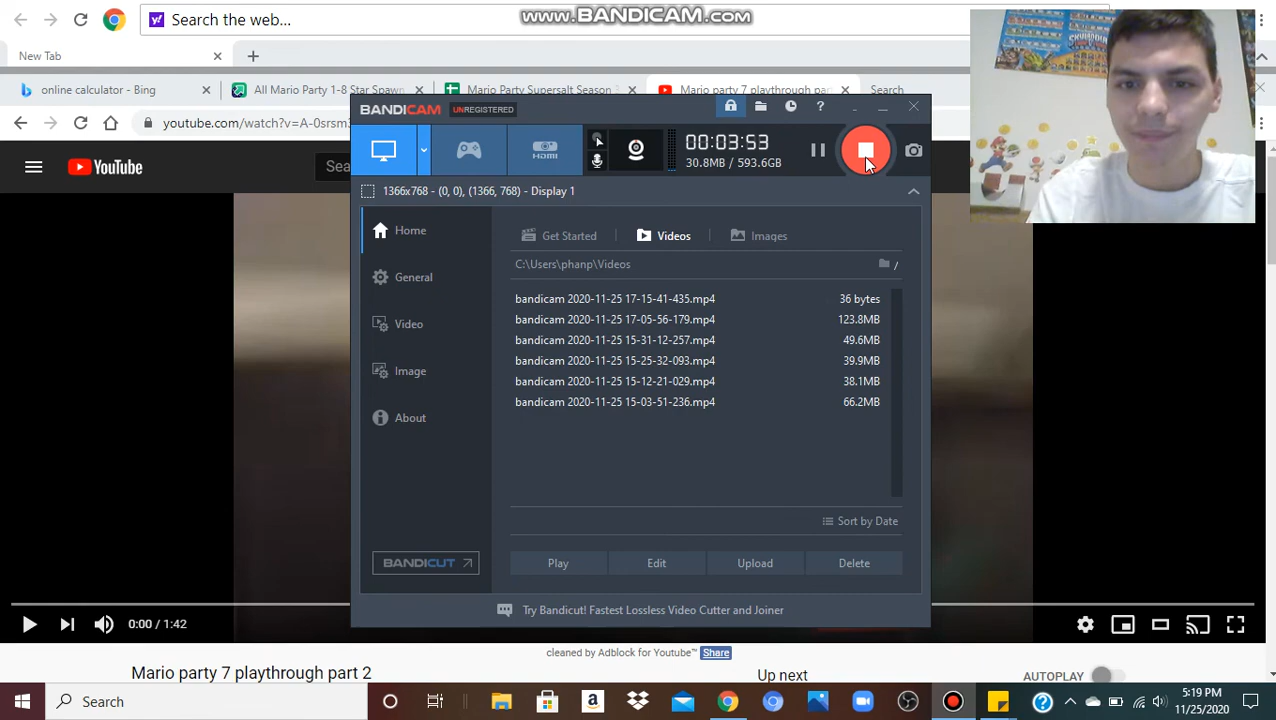 www.BANDICAM.com
Search the web...
New Tab
online calculator - Bing
All Mario Party 1-8 Star Spawn
Mario Party Supersalt Season 3
Mario Party 7 playthrough part
Search
youtube.com/watch?v=A-0srsm
YouTube
Sea
BANDICAM UNREGISTERED
HDMI
00:03:53
30.8MB / 593.6GB
1366x768 - (0, 0), (1366, 768) - Display 1
Home
General
Video
Image
About
Get Started
Videos
Images
C:\Users\phanp\Videos
/
bandicam 2020-11-25 17-15-41-435.mp4 36 bytes
bandicam 2020-11-25 17-05-56-179.mp4 123.8MB
bandicam 2020-11-25 15-31-12-257.mp4 49.6MB
bandicam 2020-11-25 15-25-32-093.mp4 39.9MB
bandicam 2020-11-25 15-12-21-029.mp4 38.1MB
bandicam 2020-11-25 15-03-51-236.mp4 66.2MB
Sort by Date
BANDICUT
Play
Edit
Upload
Delete
Try Bandicut! Fastest Lossless Video Cutter and Joiner
0:00 / 1:42
cleaned by Adblock for Youtube™ Share
Mario party 7 playthrough part 2
Up next
AUTOPLAY
Search
5:19 PM
11/25/2020